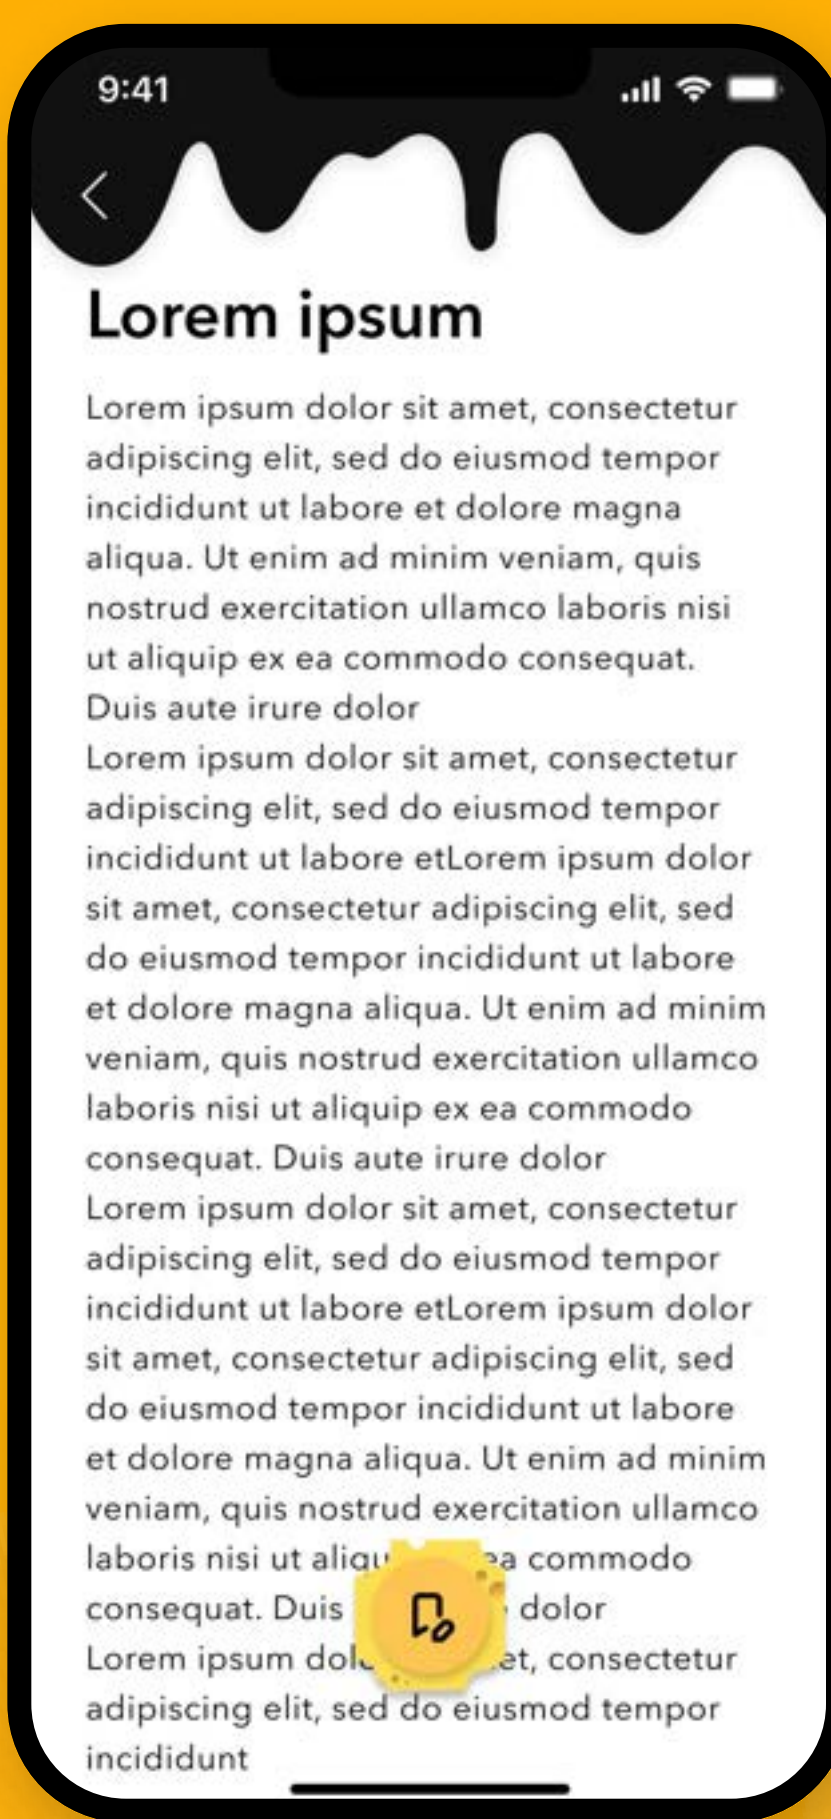 9:41
Lorem ipsum
Lorem ipsum dolor sit amet, consectetur
adipiscing elit, sed do eiusmod tempor
incididunt ut labore et dolore magna
aliqua. Ut enim ad minim veniam, quis
nostrud exercitation ullamco laboris nisi
ut aliquip ex ea commodo consequat.
Duis aute irure dolor
Lorem ipsum dolor sit amet, consectetur
adipiscing elit, sed do eiusmod tempor
incididunt ut labore etLorem ipsum dolor
sit amet, consectetur adipiscing elit, sed
do eiusmod tempor incididunt ut labore
et dolore magna aliqua. Ut enim ad minim
veniam, quis nostrud exercitation ullamco
laboris nisi ut aliquip ex ea commodo
consequat. Duis aute irure dolor
Lorem ipsum dolor sit amet, consectetur
adipiscing elit, sed do eiusmod tempor
incididunt ut labore etLorem ipsum dolor
sit amet, consectetur adipiscing elit, sed
do eiusmod tempor incididunt ut labore
et dolore magna aliqua. Ut enim ad minim
veniam, quis nostrud exercitation ullamco
laboris nisi ut commodo
consequat. Duis dolor
Lorem ipsum consectetur
adipiscing elit, sed do eiusmod tempor
incididunt